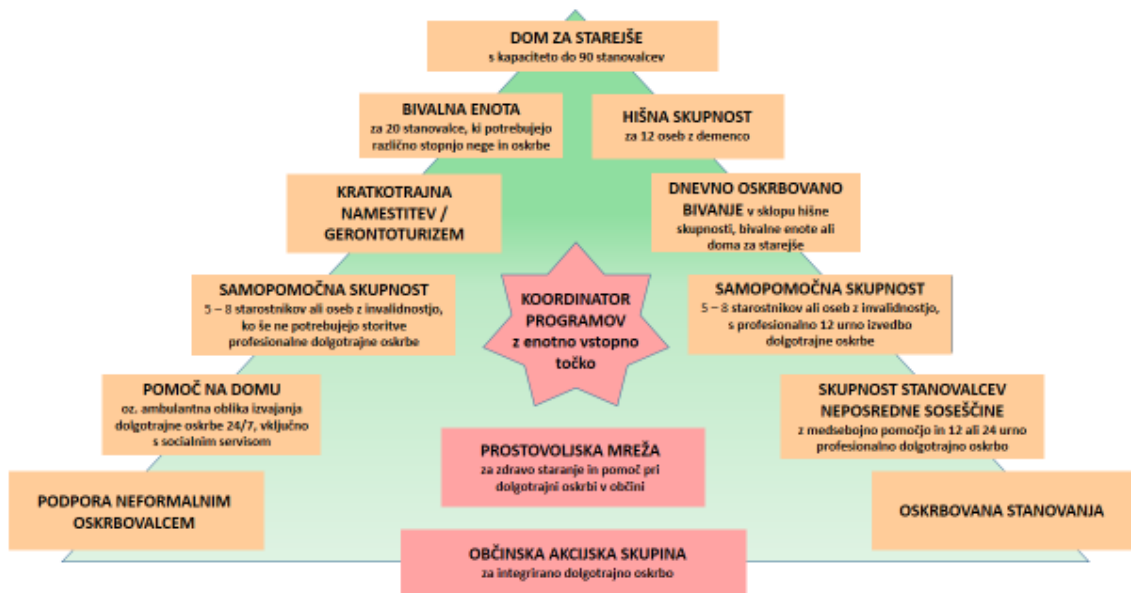 DOM ZA STAREJŠE
s kapaciteto do 90 stanovalcev
BIVALNA ENOTA
za 20 stanovalce, ki potrebujejo
različno stopnjo nege in oskrbe
HIŠNA SKUPNOST
za 12 oseb z demenco
KRATKOTRAJNA
NAMESTITEV /
GERONTOTURIZEM
DNEVNO OSKRBOVANO
BIVANJE v sklopu hišne
skupnosti, bivalne enote ali
doma za starejše
SAMOPOMOČNA SKUPNOST
5 – 8 starostnikov ali oseb z invalidnostjo,
ko še ne potrebujejo storitve
profesionalne dolgotrajne oskrbe
KOORDINATOR
PROGRAMOV
z enotno vstopno
točko
SAMOPOMOČNA SKUPNOST
5 – 8 starostnikov ali oseb z invalidnostjo,
s profesionalno 12 urno izvedbo
dolgotrajne oskrbe
POMOČ NA DOMU
oz. ambulantna oblika izvajanja
dolgotrajne oskrbe 24/7, vključno
s socialnim servisom
SKUPNOST STANOVALCEV
NEPOSREDNE SOSEŠČINE
z medsebojno pomočjo in 12 ali 24 urno
profesionalno dolgotrajno oskrbo
PROSTOVOLJSKA MREŽA
za zdravo staranje in pomoč pri
dolgotrajni oskrbi v občini
PODPORA NEFORMALNIM
OSKRBOVALCEM
OSKRBOVANA STANOVANJA
OBČINSKA AKCIJSKA SKUPINA
za integrirano dolgotrajno oskrbo